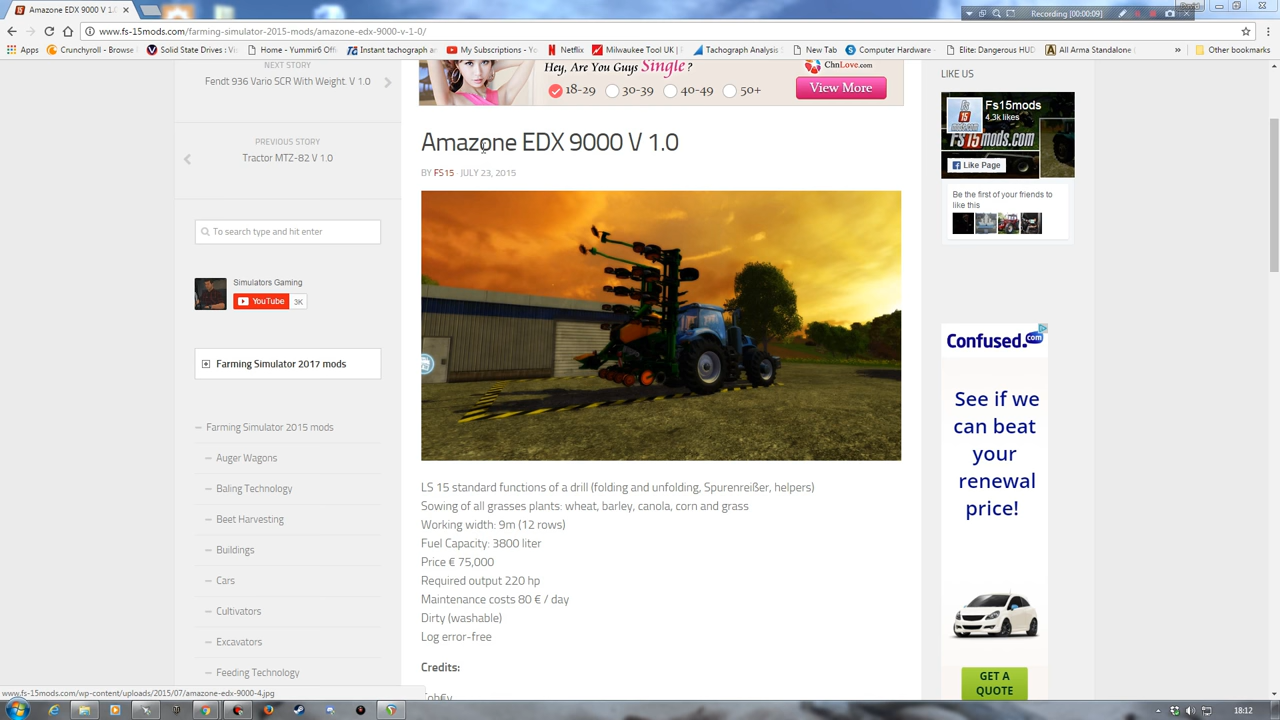 Amazone EDX 9000 V 1.0
Recording [00:00:09]
www.fs-15mods.com/farming-simulator-2015-mods/amazone-edx-9000-v-1-0/
Crunchyroll - Browse
Solid State Drives : Vi
Home - Yummir6 Offic
Instant tachograph an
My Subscriptions - Yo
Netflix
Milwaukee Tool UK | P
Tachograph Analysis S
New Tab
Computer Hardware -
Elite: Dangerous HUD
All Arma Standalone
»
Other bookmarks
NEXT STORY
Fendt 936 Vario SCR With Weight. V 1.0
PREVIOUS STORY
Tractor MTZ-82 V 1.0
To search type and hit enter
Simulators Gaming
YouTube 3K
Farming Simulator 2017 mods
Farming Simulator 2015 mods
Auger Wagons
Baling Technology
Beet Harvesting
Buildings
Cars
Cultivators
Excavators
Feeding Technology
www.fs-15mods.com/wp-content/uploads/2015/07/amazone-edx-9000-4.jpg
Hey, Are You Guys Single?
ChnLove.com
18-29 30-39 40-49 50+
View More
Amazone EDX 9000 V 1.0
BY FS15 · JULY 23, 2015
LS 15 standard functions of a drill (folding and unfolding, Spurenreißer, helpers)
Sowing of all grasses plants: wheat, barley, canola, corn and grass
Working width: 9m (12 rows)
Fuel Capacity: 3800 liter
Price € 75,000
Required output 220 hp
Maintenance costs 80 € / day
Dirty (washable)
Log error-free
Credits:
LIKE US
Fs15mods
4,3k likes
Fs15mods.com
Like Page
Be the first of your friends to
like this
Confused.com
See if we
can beat
your
renewal
price!
GET A
QUOTE
18:12